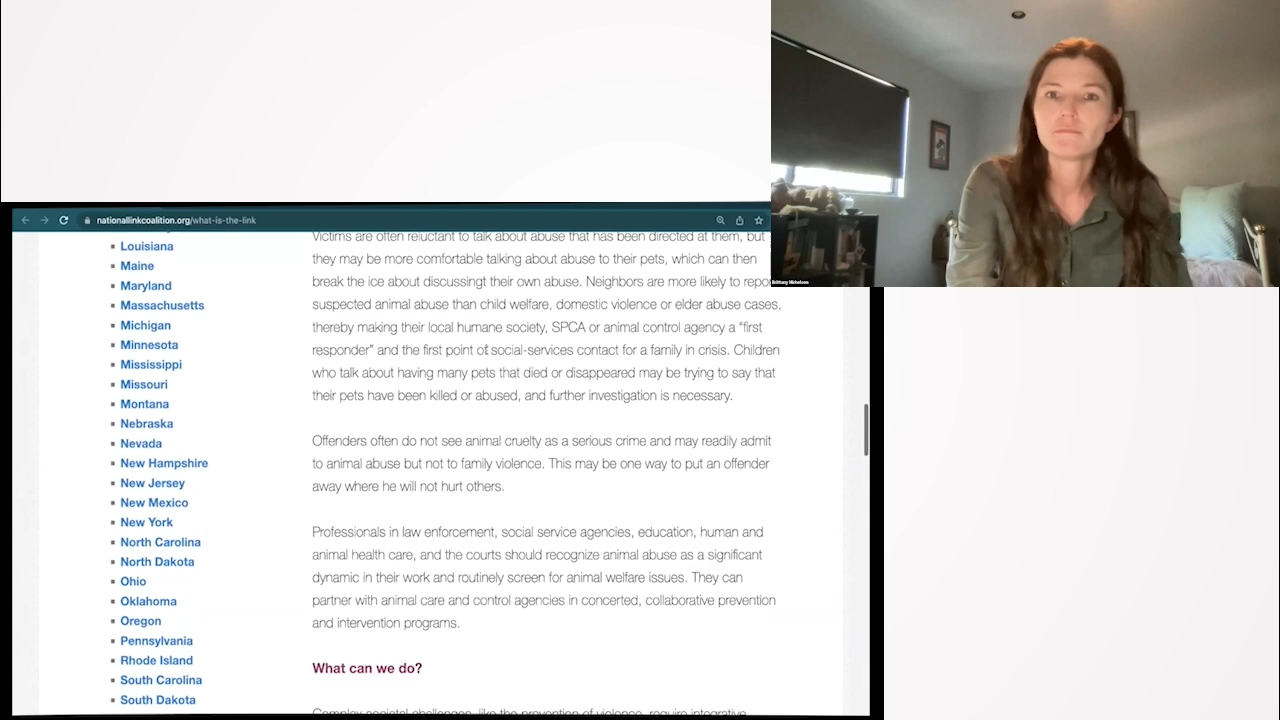 nationallinkcoalition.org/what-is-the-link
Louisiana
Maine
Maryland
Massachusetts
Michigan
Minnesota
Mississippi
Missouri
Montana
Nebraska
Nevada
New Hampshire
New Jersey
New Mexico
New York
North Carolina
North Dakota
Ohio
Oklahoma
Oregon
Pennsylvania
Rhode Island
South Carolina
South Dakota
Victims are often reluctant to talk about abuse that has been directed at them, but
they may be more comfortable talking about abuse to their pets, which can then
break the ice about discussingt their own abuse. Neighbors are more likely to repo
suspected animal abuse than child welfare, domestic violence or elder abuse cases,
thereby making their local humane society, SPCA or animal control agency a “first
responder” and the first point of social-services contact for a family in crisis. Children
who talk about having many pets that died or disappeared may be trying to say that
their pets have been killed or abused, and further investigation is necessary.
Offenders often do not see animal cruelty as a serious crime and may readily admit
to animal abuse but not to family violence. This may be one way to put an offender
away where he will not hurt others.
Professionals in law enforcement, social service agencies, education, human and
animal health care, and the courts should recognize animal abuse as a significant
dynamic in their work and routinely screen for animal welfare issues. They can
partner with animal care and control agencies in concerted, collaborative prevention
and intervention programs.
What can we do?
Complex societal challenges, like the prevention of violence, require integrative
Brittany Michelson